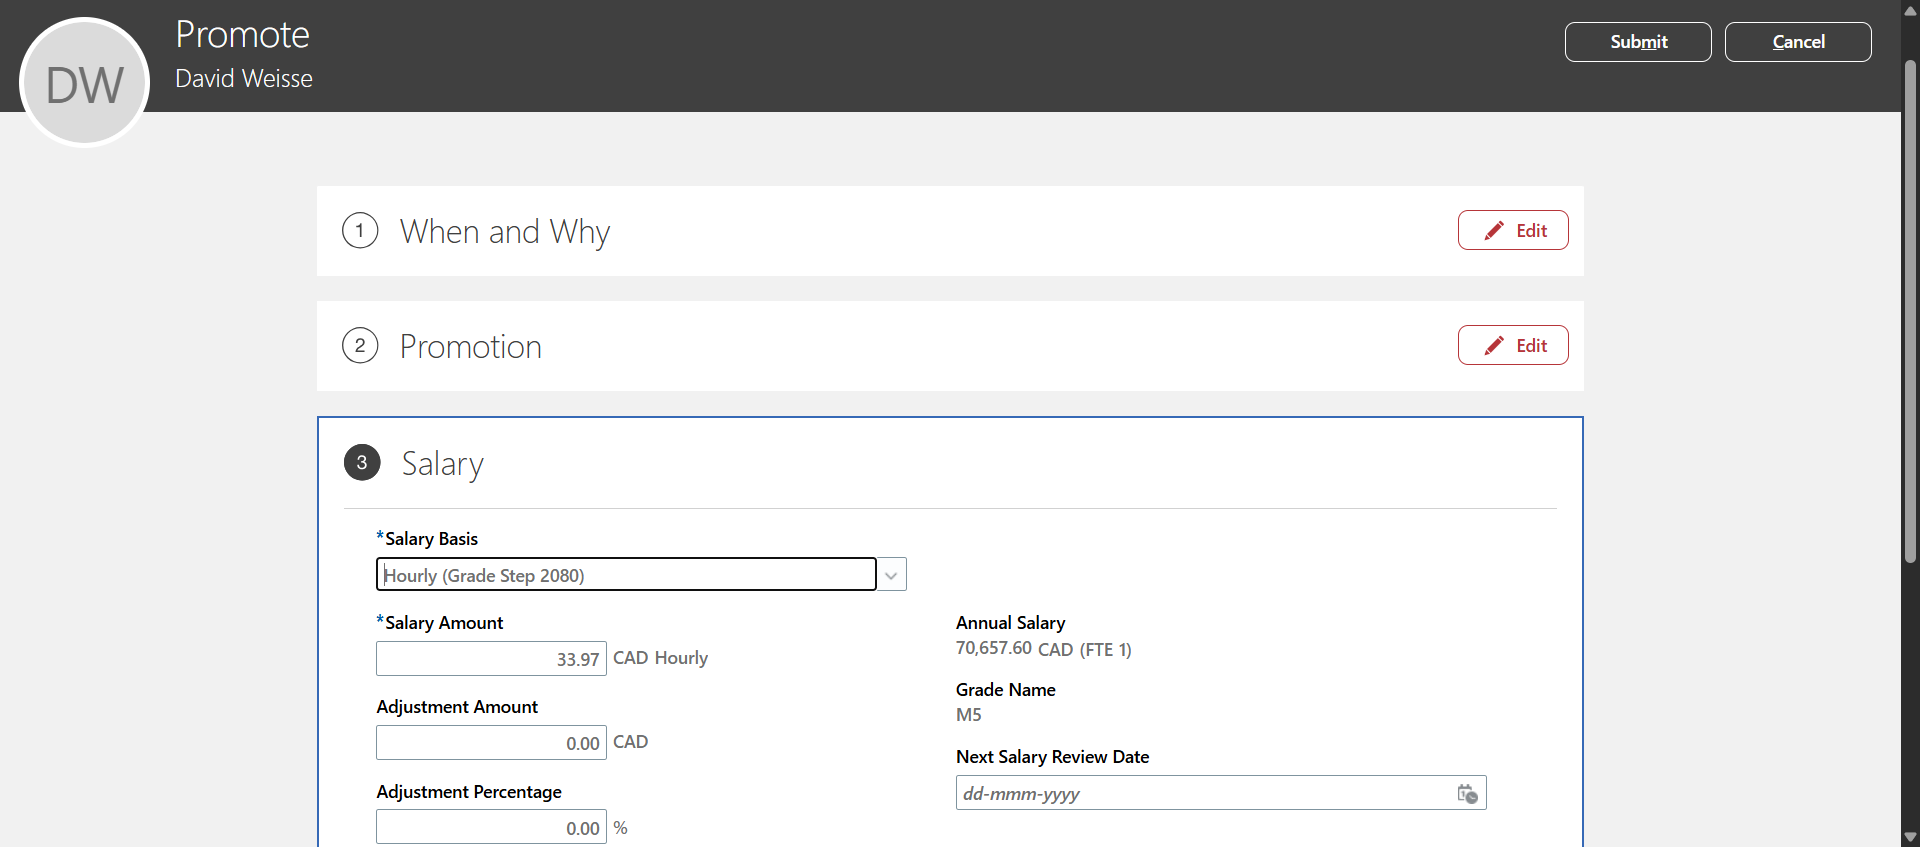 DW
Promote
David Weisse
Submit
Cancel
1
When and Why
Edit
2
Promotion
Edit
3
Salary
*Salary Basis
Hourly (Grade Step 2080)
*Salary Amount
33.97 CAD Hourly
Adjustment Amount
0.00 CAD
Adjustment Percentage
0.00 %
Annual Salary
70,657.60 CAD (FTE 1)
Grade Name
M5
Next Salary Review Date
dd-mmm-yyyy